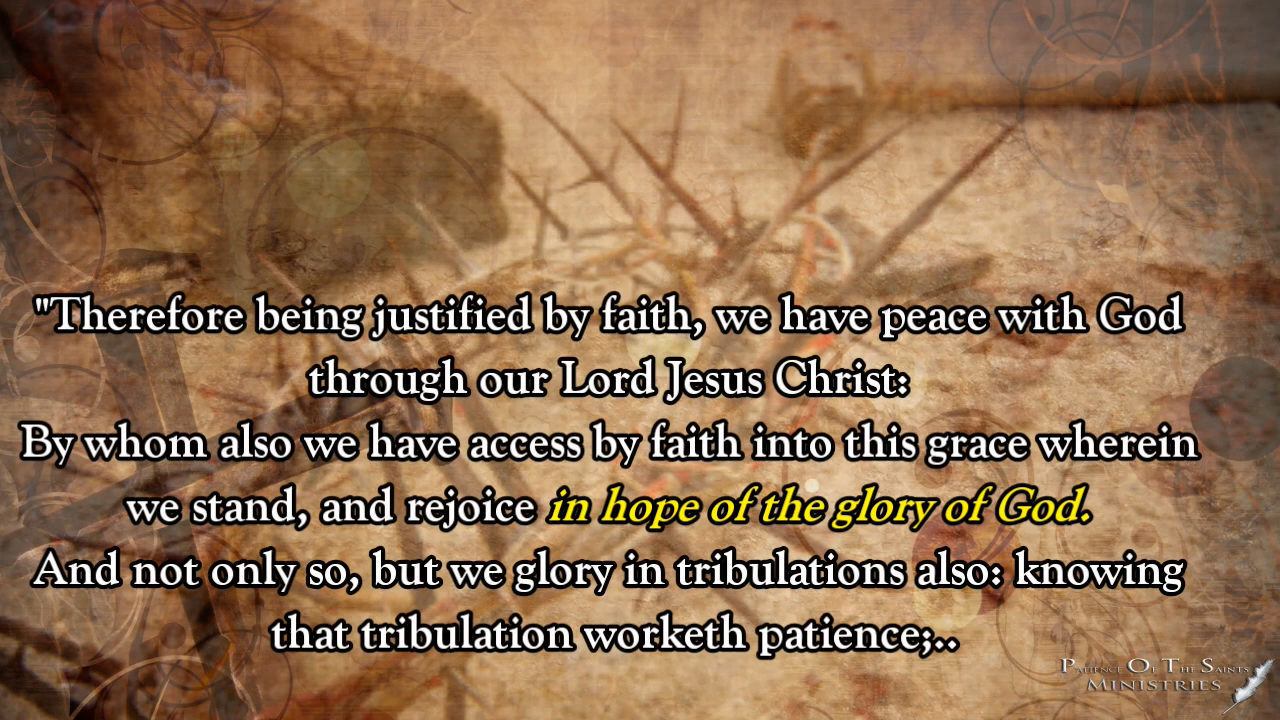 "Therefore being justified by faith, we have peace with God
through our Lord Jesus Christ:
By whom also we have access by faith into this grace wherein
we stand, and rejoice in hope of the glory of God.
And not only so, but we glory in tribulations also: knowing
that tribulation worketh patience;..
Patience Of The Saints
Ministries